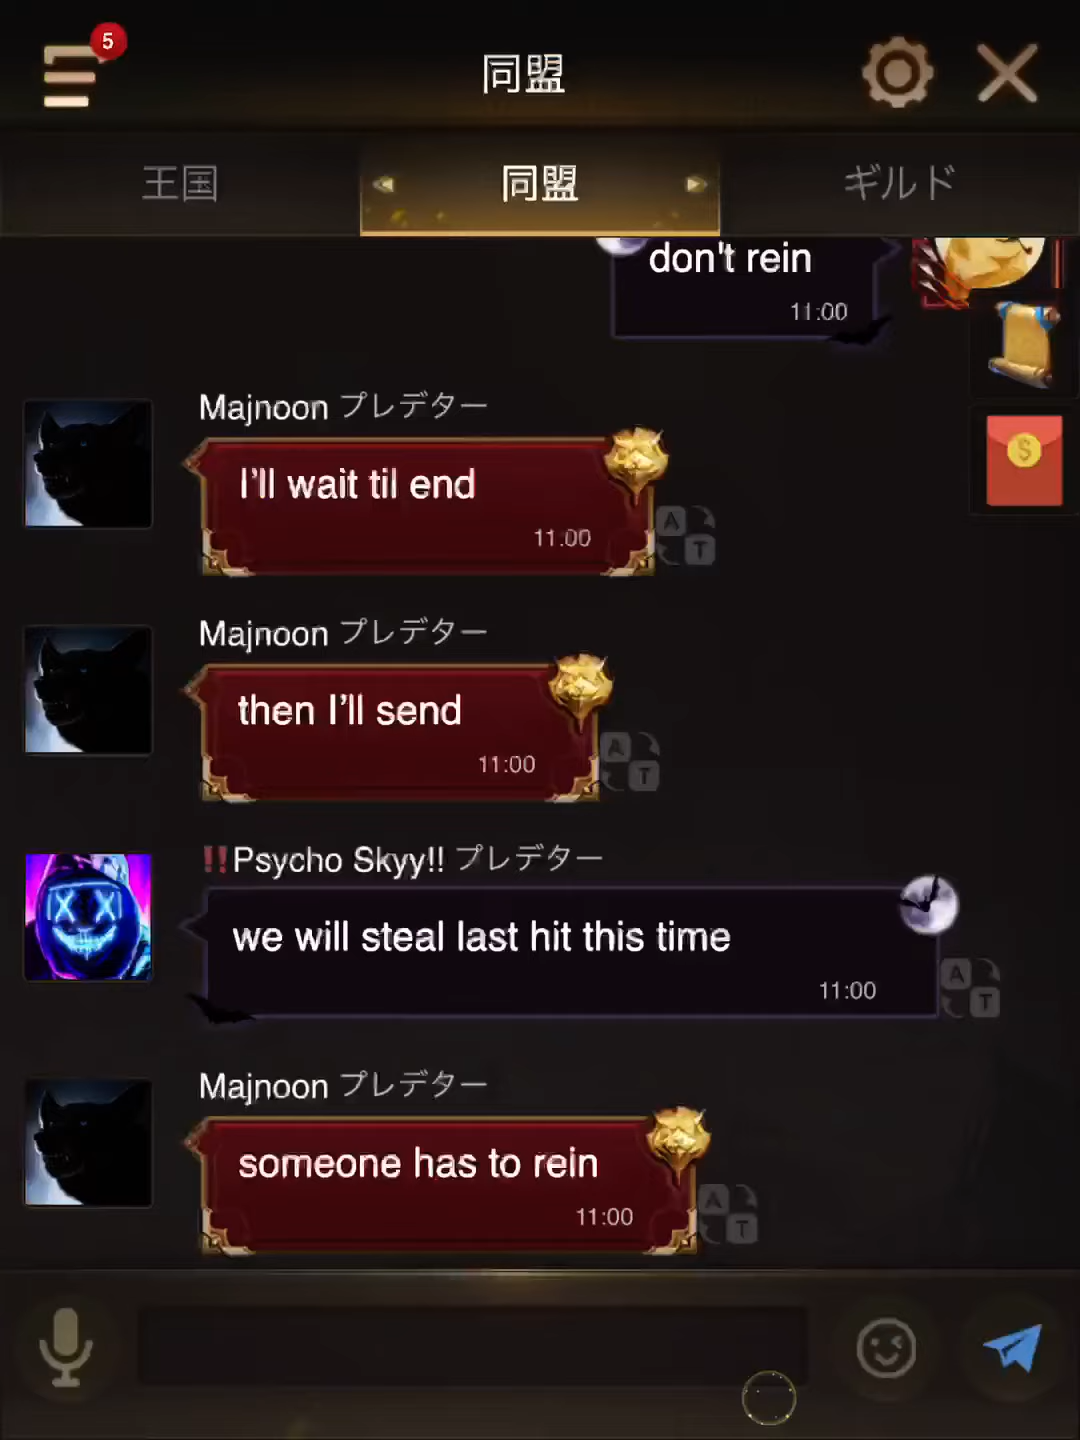 5
同盟
王国
同盟
ギルド
don't rein
11:00
Majnoon プレデター
I'll wait til end
11:00
A
T
Majnoon プレデター
then I'll send
11:00
A
T
!!Psycho Skyy!! プレデター
we will steal last hit this time
11:00
A
T
Majnoon プレデター
someone has to rein
11:00
A
T